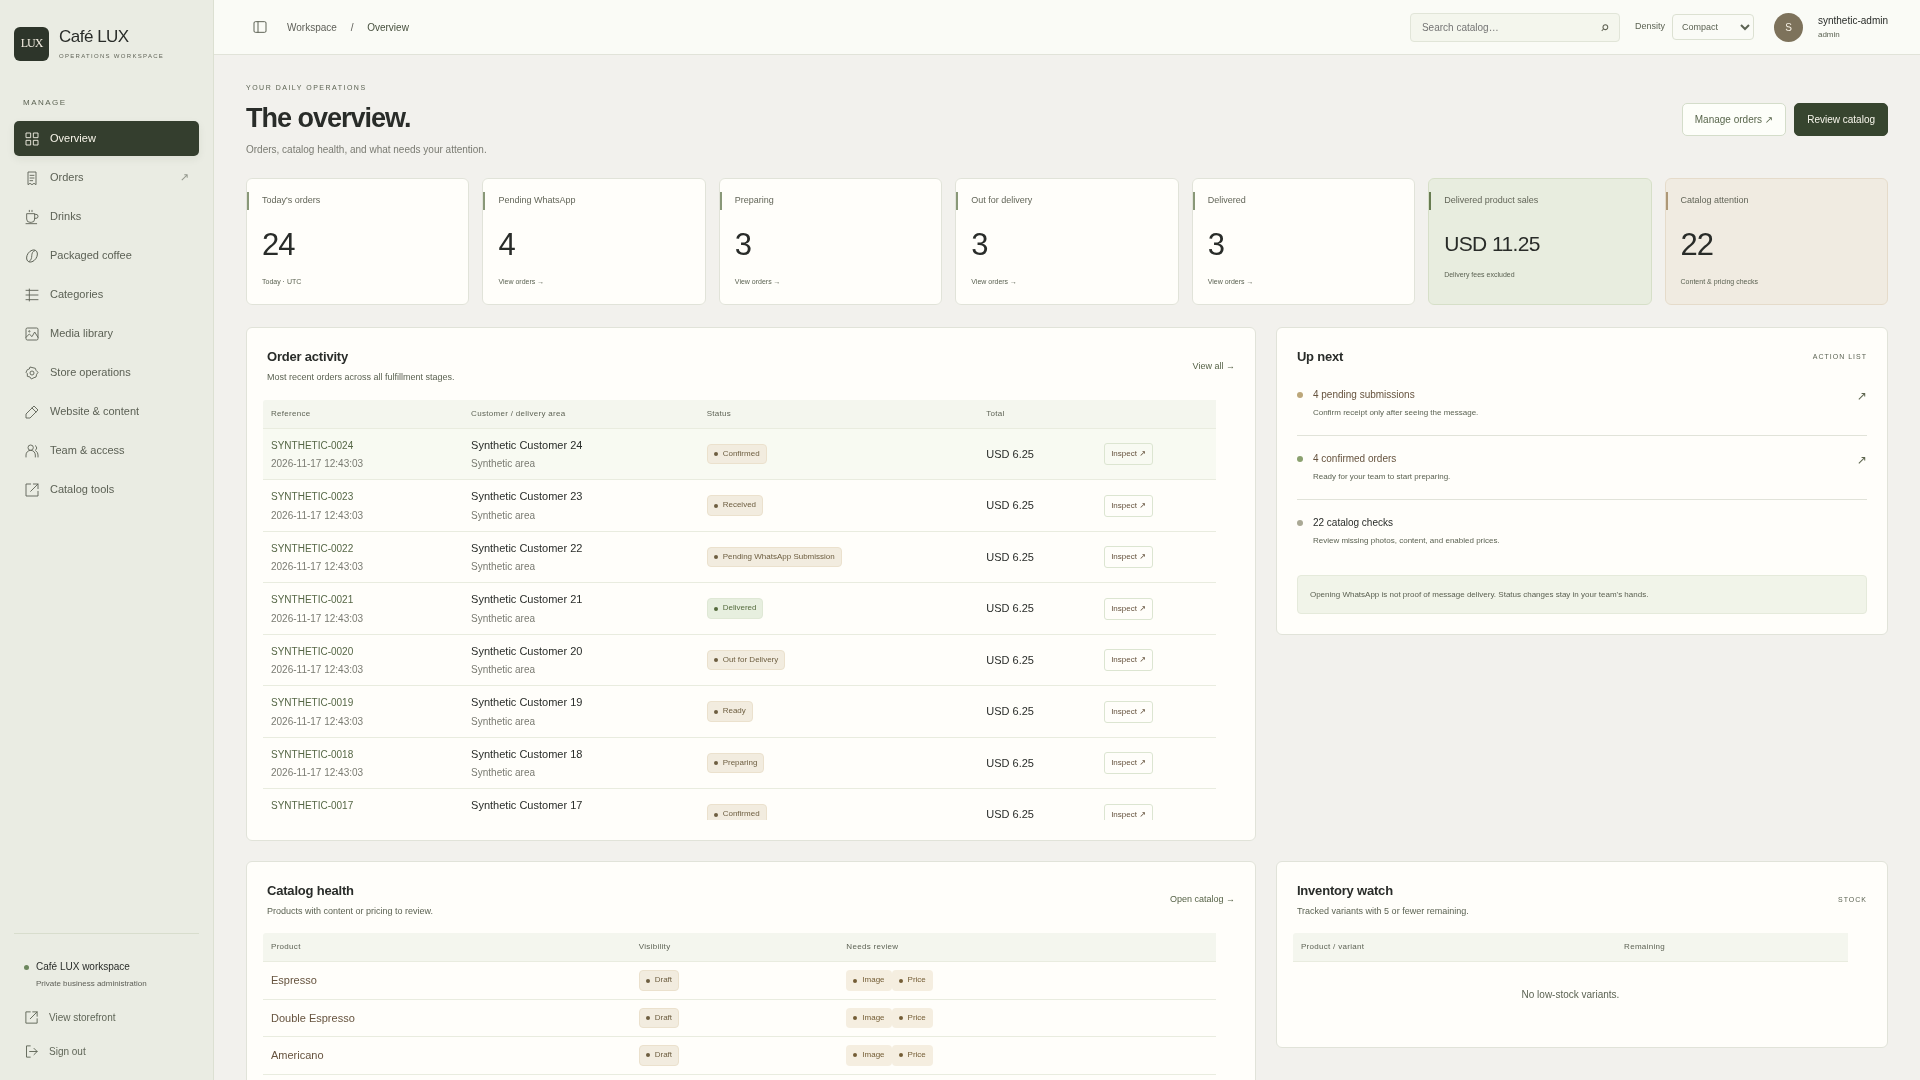 LUX
Café LUX
OPERATIONS WORKSPACE
MANAGE
Overview
Orders ↗
Drinks
Packaged coffee
Categories
Media library
Store operations
Website & content
Team & access
Catalog tools
Café LUX workspace
Private business administration
View storefront
Sign out
Workspace / Overview
Search catalog...
Density Compact
S
synthetic-admin
admin
YOUR DAILY OPERATIONS
The overview.
Orders, catalog health, and what needs your attention.
Manage orders ↗
Review catalog
Today's orders
24
Today · UTC
Pending WhatsApp
4
View orders →
Preparing
3
View orders →
Out for delivery
3
View orders →
Delivered
3
View orders →
Delivered product sales
USD 11.25
Delivery fees excluded
Catalog attention
22
Content & pricing checks
Order activity
Most recent orders across all fulfillment stages.
View all →
Reference Customer / delivery area Status Total
SYNTHETIC-0024 Synthetic Customer 24 Confirmed USD 6.25 Inspect ↗
2026-11-17 12:43:03 Synthetic area
SYNTHETIC-0023 Synthetic Customer 23 Received USD 6.25 Inspect ↗
2026-11-17 12:43:03 Synthetic area
SYNTHETIC-0022 Synthetic Customer 22 Pending WhatsApp Submission USD 6.25 Inspect ↗
2026-11-17 12:43:03 Synthetic area
SYNTHETIC-0021 Synthetic Customer 21 Delivered USD 6.25 Inspect ↗
2026-11-17 12:43:03 Synthetic area
SYNTHETIC-0020 Synthetic Customer 20 Out for Delivery USD 6.25 Inspect ↗
2026-11-17 12:43:03 Synthetic area
SYNTHETIC-0019 Synthetic Customer 19 Ready USD 6.25 Inspect ↗
2026-11-17 12:43:03 Synthetic area
SYNTHETIC-0018 Synthetic Customer 18 Preparing USD 6.25 Inspect ↗
2026-11-17 12:43:03 Synthetic area
SYNTHETIC-0017 Synthetic Customer 17 Confirmed USD 6.25 Inspect ↗
Up next
ACTION LIST
4 pending submissions ↗
Confirm receipt only after seeing the message.
4 confirmed orders ↗
Ready for your team to start preparing.
22 catalog checks
Review missing photos, content, and enabled prices.
Opening WhatsApp is not proof of message delivery. Status changes stay in your team's hands.
Catalog health
Products with content or pricing to review.
Open catalog →
Product Visibility Needs review
Espresso Draft Image Price
Double Espresso Draft Image Price
Americano Draft Image Price
Inventory watch
Tracked variants with 5 or fewer remaining.
STOCK
Product / variant Remaining
No low-stock variants.